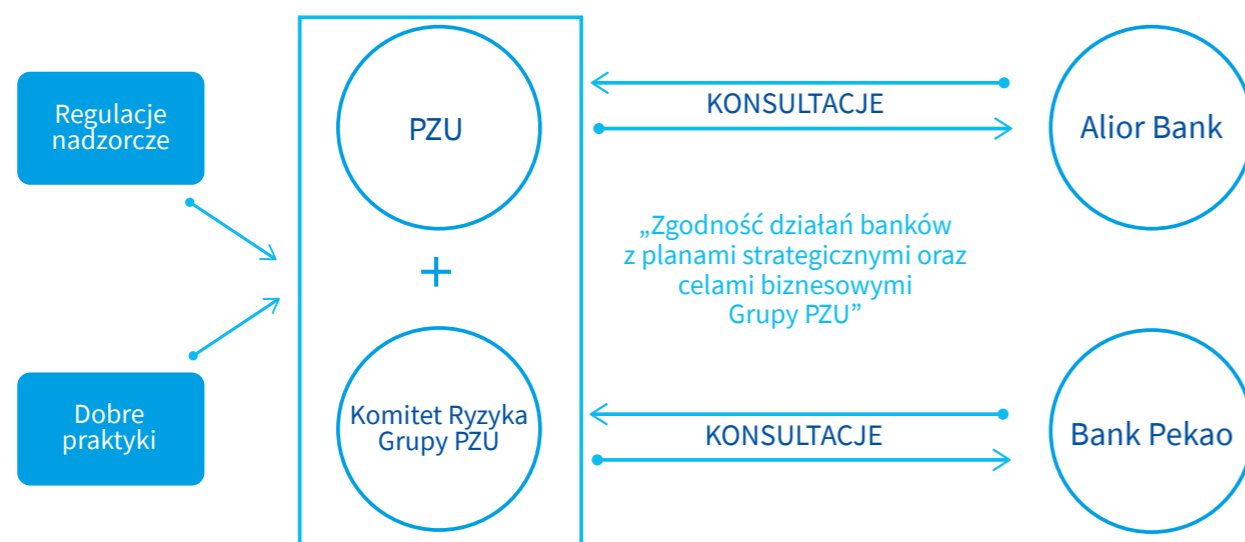 Regulacje
nadzorcze
Dobre
praktyki
PZU
+
Komitet Ryzyka
Grupy PZU
KONSULTACJE
„Zgodność działań banków
z planami strategicznymi oraz
celami biznesowymi
Grupy PZU”
KONSULTACJE
Alior Bank
Bank Pekao